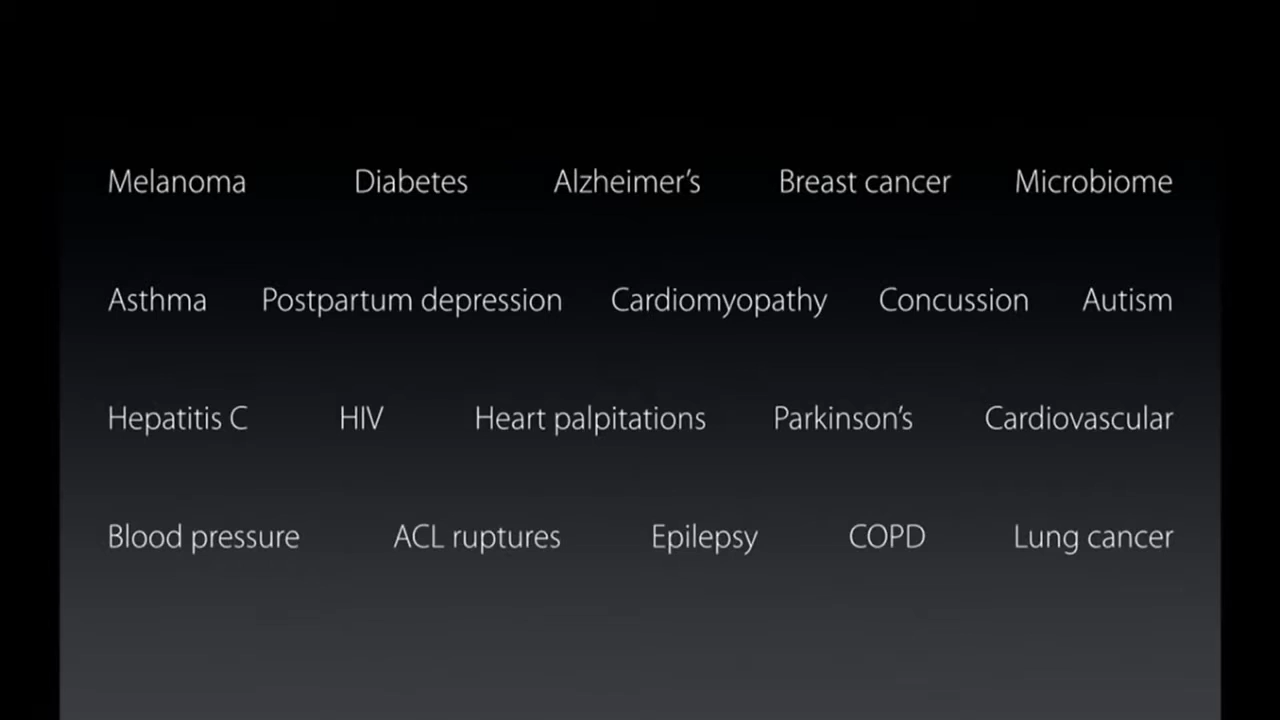 Melanoma Diabetes Alzheimer’s Breast cancer Microbiome
Asthma Postpartum depression Cardiomyopathy Concussion Autism
Hepatitis C HIV Heart palpitations Parkinson’s Cardiovascular
Blood pressure ACL ruptures Epilepsy COPD Lung cancer